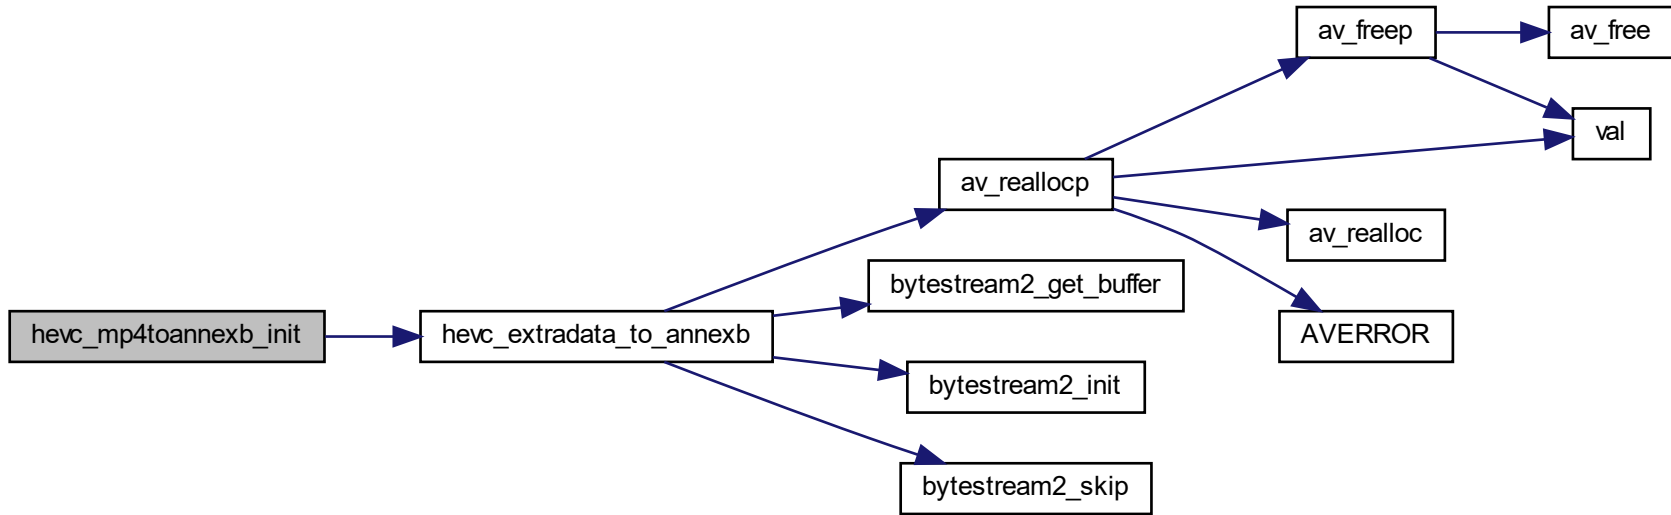 av_freep
av_free
val
av_reallocp
av_realloc
bytestream2_get_buffer
hevc_mp4toannexb_init
hevc_extradata_to_annexb
AVERROR
bytestream2_init
bytestream2_skip